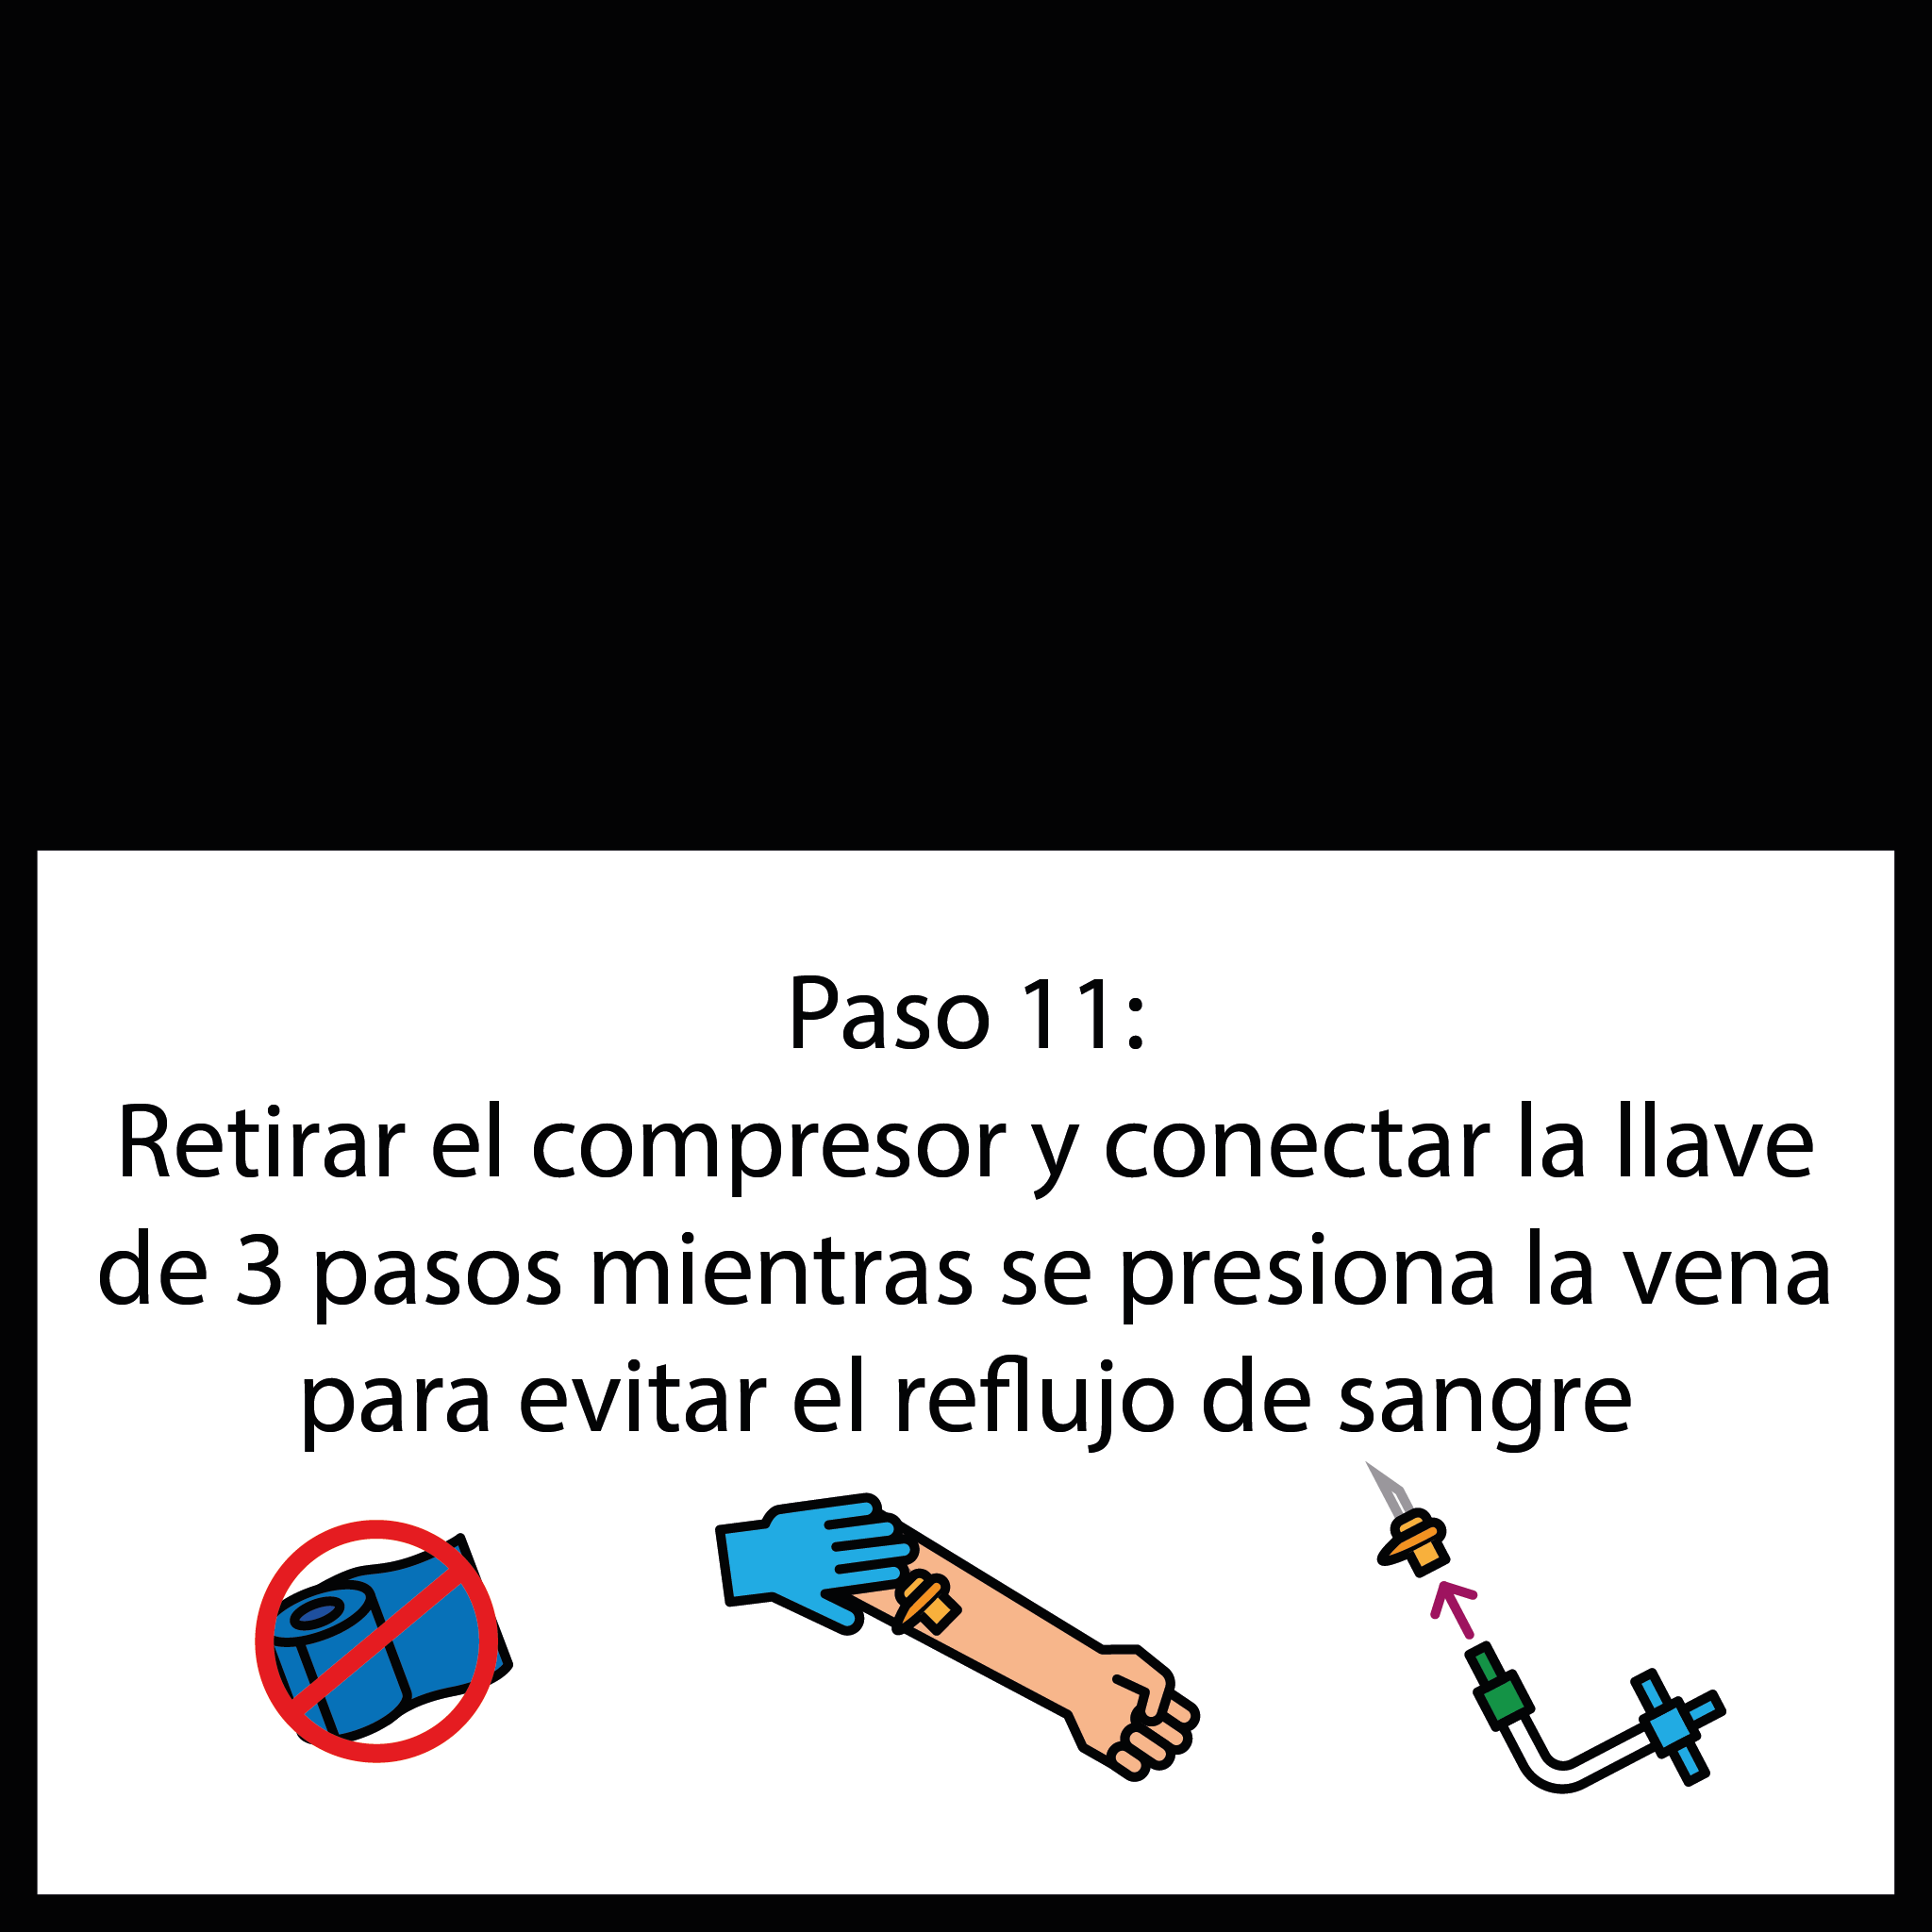 Paso 11:
Retirar el compresor y conectar la llave
de 3 pasos mientras se presiona la vena
para evitar el reflujo de sangre